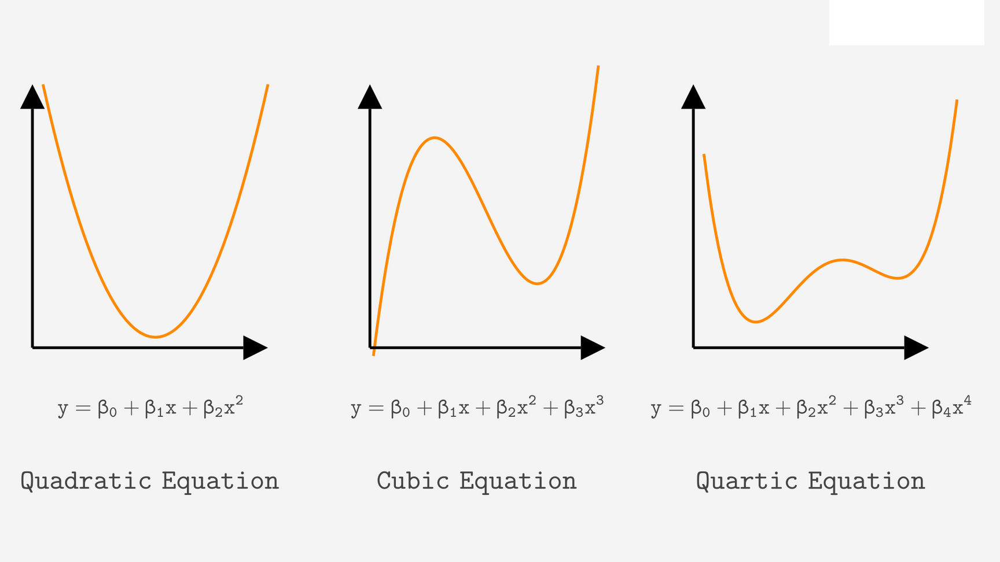 y = β₀ + β₁x + β₂x²
y = β₀ + β₁x + β₂x² + β₃x³
y = β₀ + β₁x + β₂x² + β₃x³ + β₄x⁴
Quadratic Equation
Cubic Equation
Quartic Equation